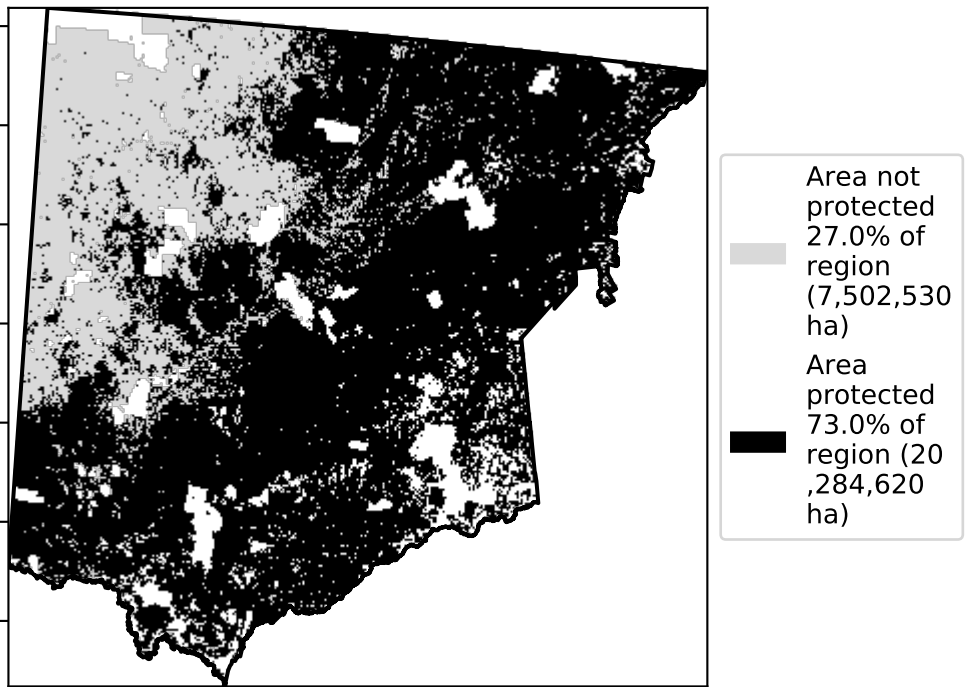 Area not
protected
27.0% of
region
(7,502,530
ha)
Area
protected
73.0% of
region (20
,284,620
ha)